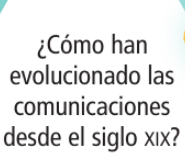 ¿Cómo han
evolucionado las
comunicaciones
desde el siglo XIX?